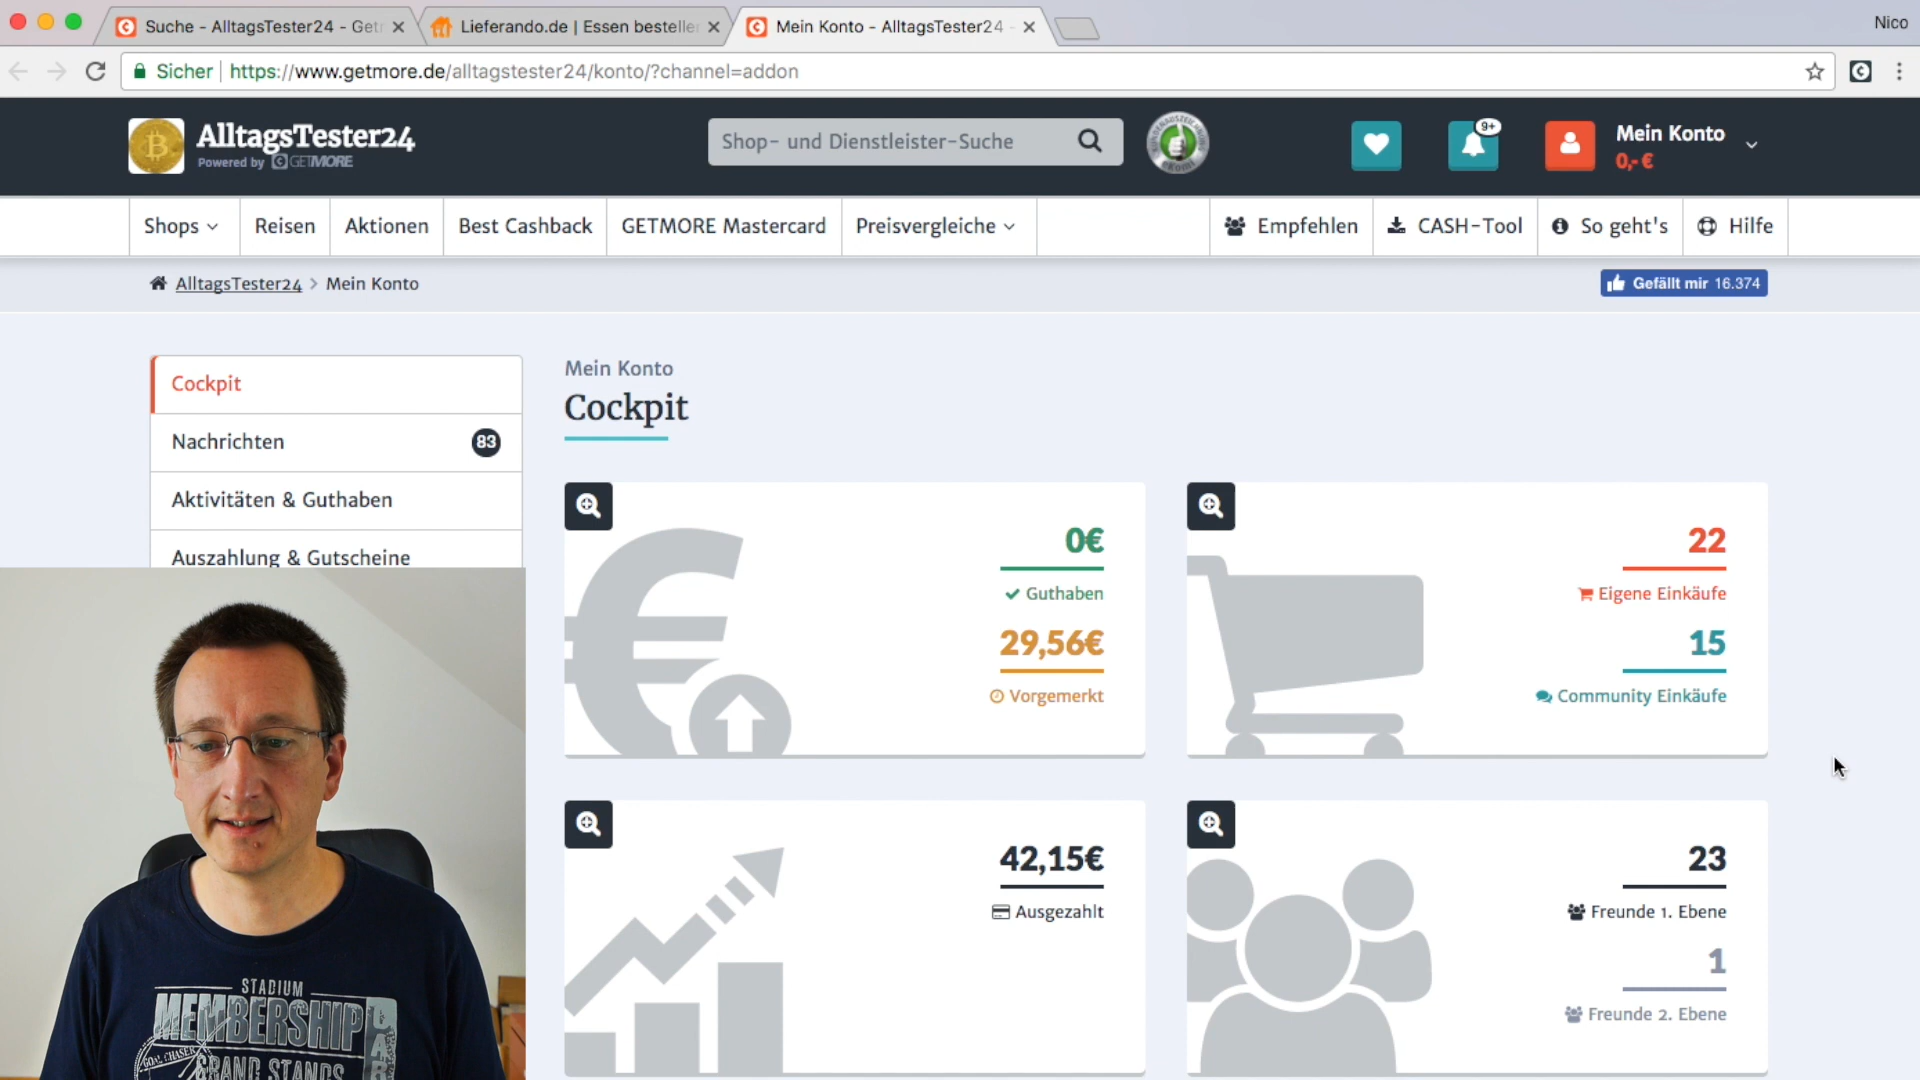 Suche - AlltagsTester24 - Get
Lieferando.de | Essen bestelle
Mein Konto - AlltagsTester24 -
Nico
Sicher
https://www.getmore.de/alltagstester24/konto/?channel=addon
AlltagsTester24
Powered by GETMORE
Shop- und Dienstleister-Suche
9+
Mein Konto
0,- €
Shops
Reisen
Aktionen
Best Cashback
GETMORE Mastercard
Preisvergleiche
Empfehlen
CASH-Tool
So geht's
Hilfe
AlltagsTester24 > Mein Konto
Gefällt mir 16.374
Cockpit
Nachrichten
83
Aktivitäten & Guthaben
Auszahlung & Gutscheine
Mein Konto
Cockpit
0€
Guthaben
29,56€
Vorgemerkt
22
Eigene Einkäufe
15
Community Einkäufe
42,15€
Ausgezahlt
23
Freunde 1. Ebene
1
Freunde 2. Ebene
STADIUM
MEMBERSHIP
GRAND STANDS